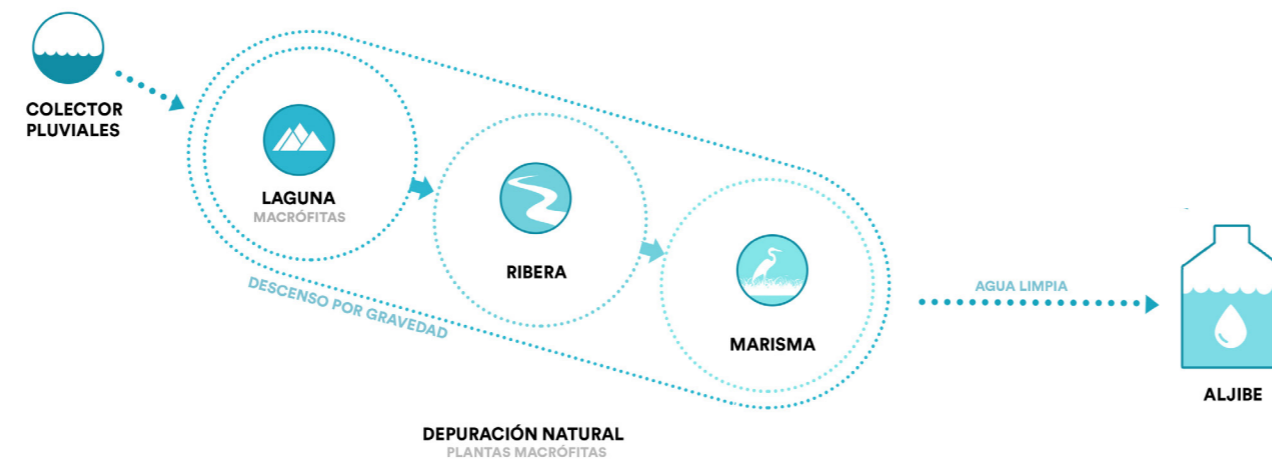 COLECTOR
PLUVIALES
LAGUNA
MACRÓFITAS
RIBERA
MARISMA
DESCENSO POR GRAVEDAD
AGUA LIMPIA
ALJIBE
DEPURACIÓN NATURAL
PLANTAS MACRÓFITAS